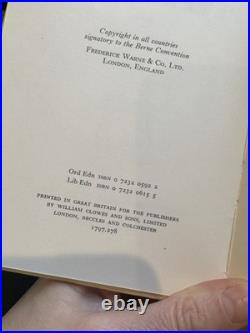 Copyright in all countries
signatory to the Berne Convention
FREDERICK WARNE & CO. LTD.
LONDON, ENGLAND
Ord Edn ISBN 0 7232 0592 2
Lib Edn ISBN 0 7232 0615 5
PRINTED IN GREAT BRITAIN FOR THE PUBLISHERS
BY WILLIAM CLOWES AND SONS, LIMITED
LONDON, BECCLES AND COLCHESTER
1797.278